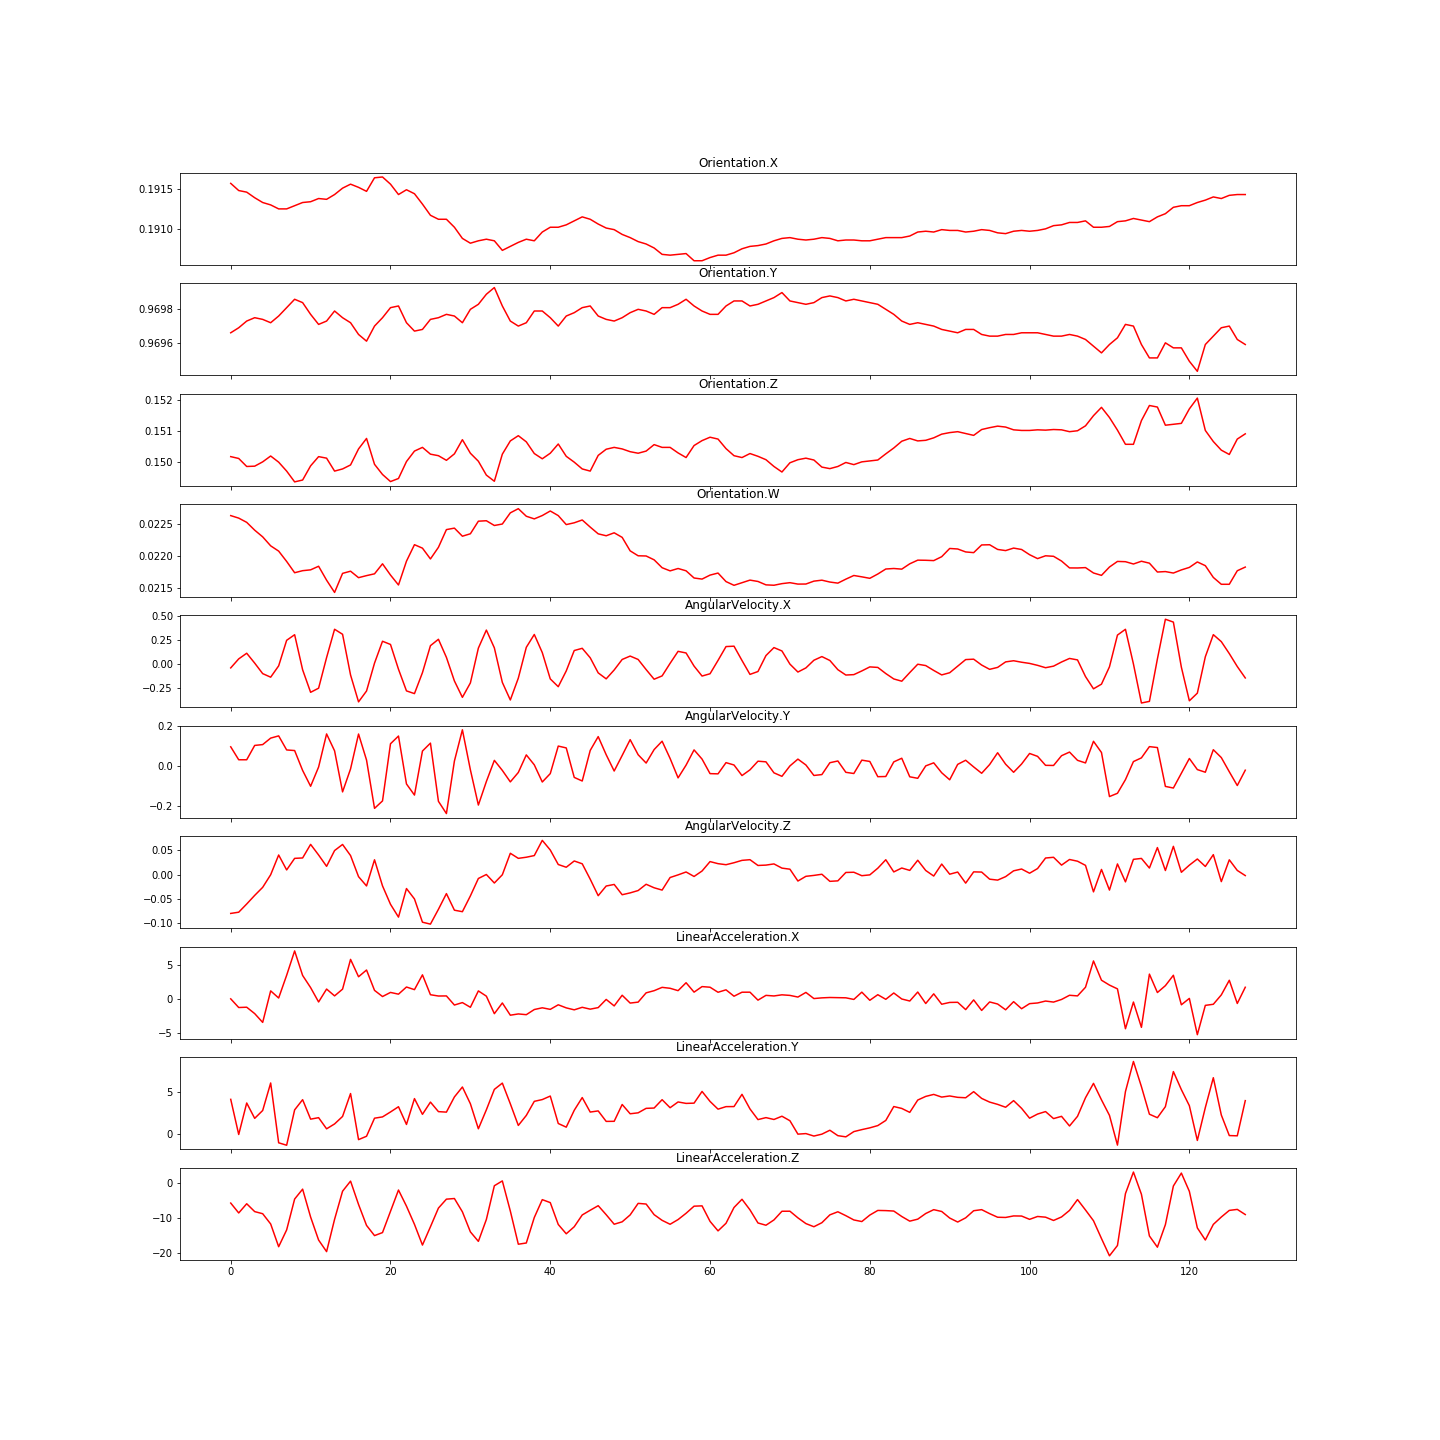 Orientation.X
0.1915
0.1910
Orientation.Y
0.9698
0.9696
Orientation.Z
0.152
0.151
0.150
Orientation.W
0.0225
0.0220
0.0215
AngularVelocity.X
0.50
0.25
0.00
−0.25
AngularVelocity.Y
0.2
0.0
−0.2
AngularVelocity.Z
0.05
0.00
−0.05
−0.10
LinearAcceleration.X
5
0
−5
LinearAcceleration.Y
5
0
LinearAcceleration.Z
0
−10
−20
0 20 40 60 80 100 120